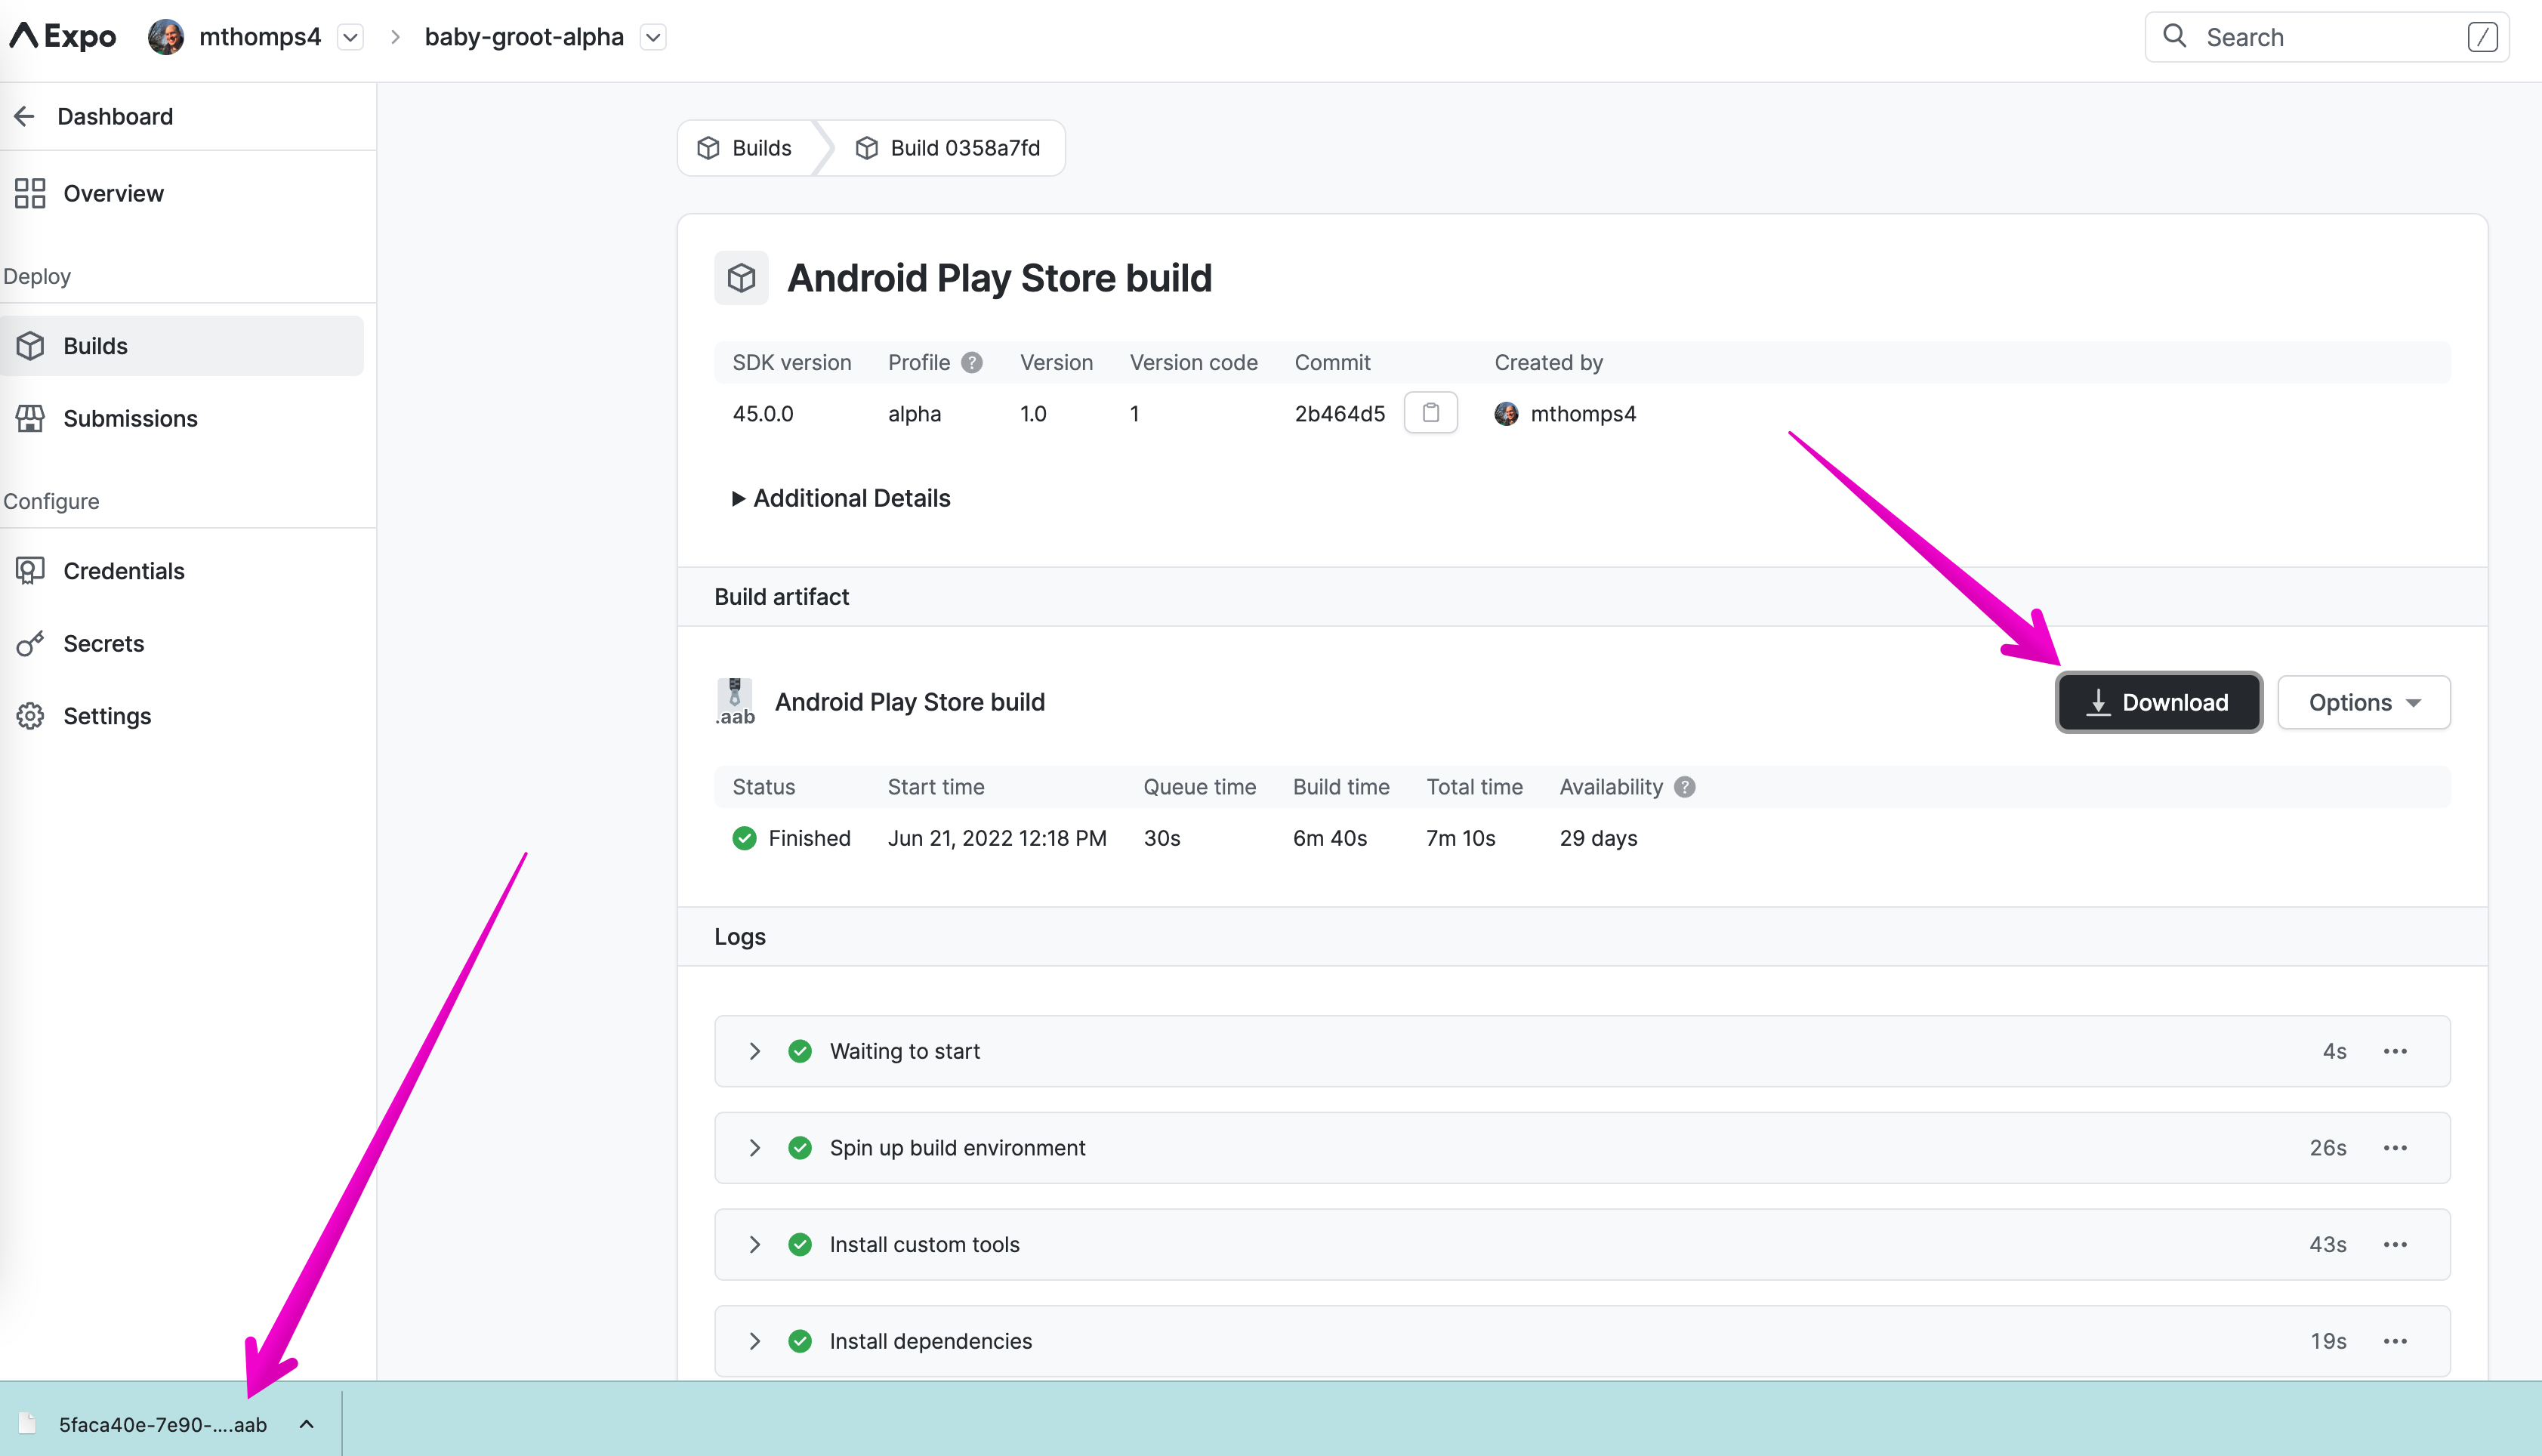 Expo mthomps4 baby-groot-alpha Search /
Dashboard
Overview
Deploy
Builds
Submissions
Configure
Credentials
Secrets
Settings
Builds Build 0358a7fd
Android Play Store build
SDK version Profile ? Version Version code Commit Created by
45.0.0 alpha 1.0 1 2b464d5 mthomps4
Additional Details
Build artifact
.aab Android Play Store build Download Options
Status Start time Queue time Build time Total time Availability ?
Finished Jun 21, 2022 12:18 PM 30s 6m 40s 7m 10s 29 days
Logs
Waiting to start 4s
Spin up build environment 26s
Install custom tools 43s
Install dependencies 19s
5faca40e-7e90-....aab